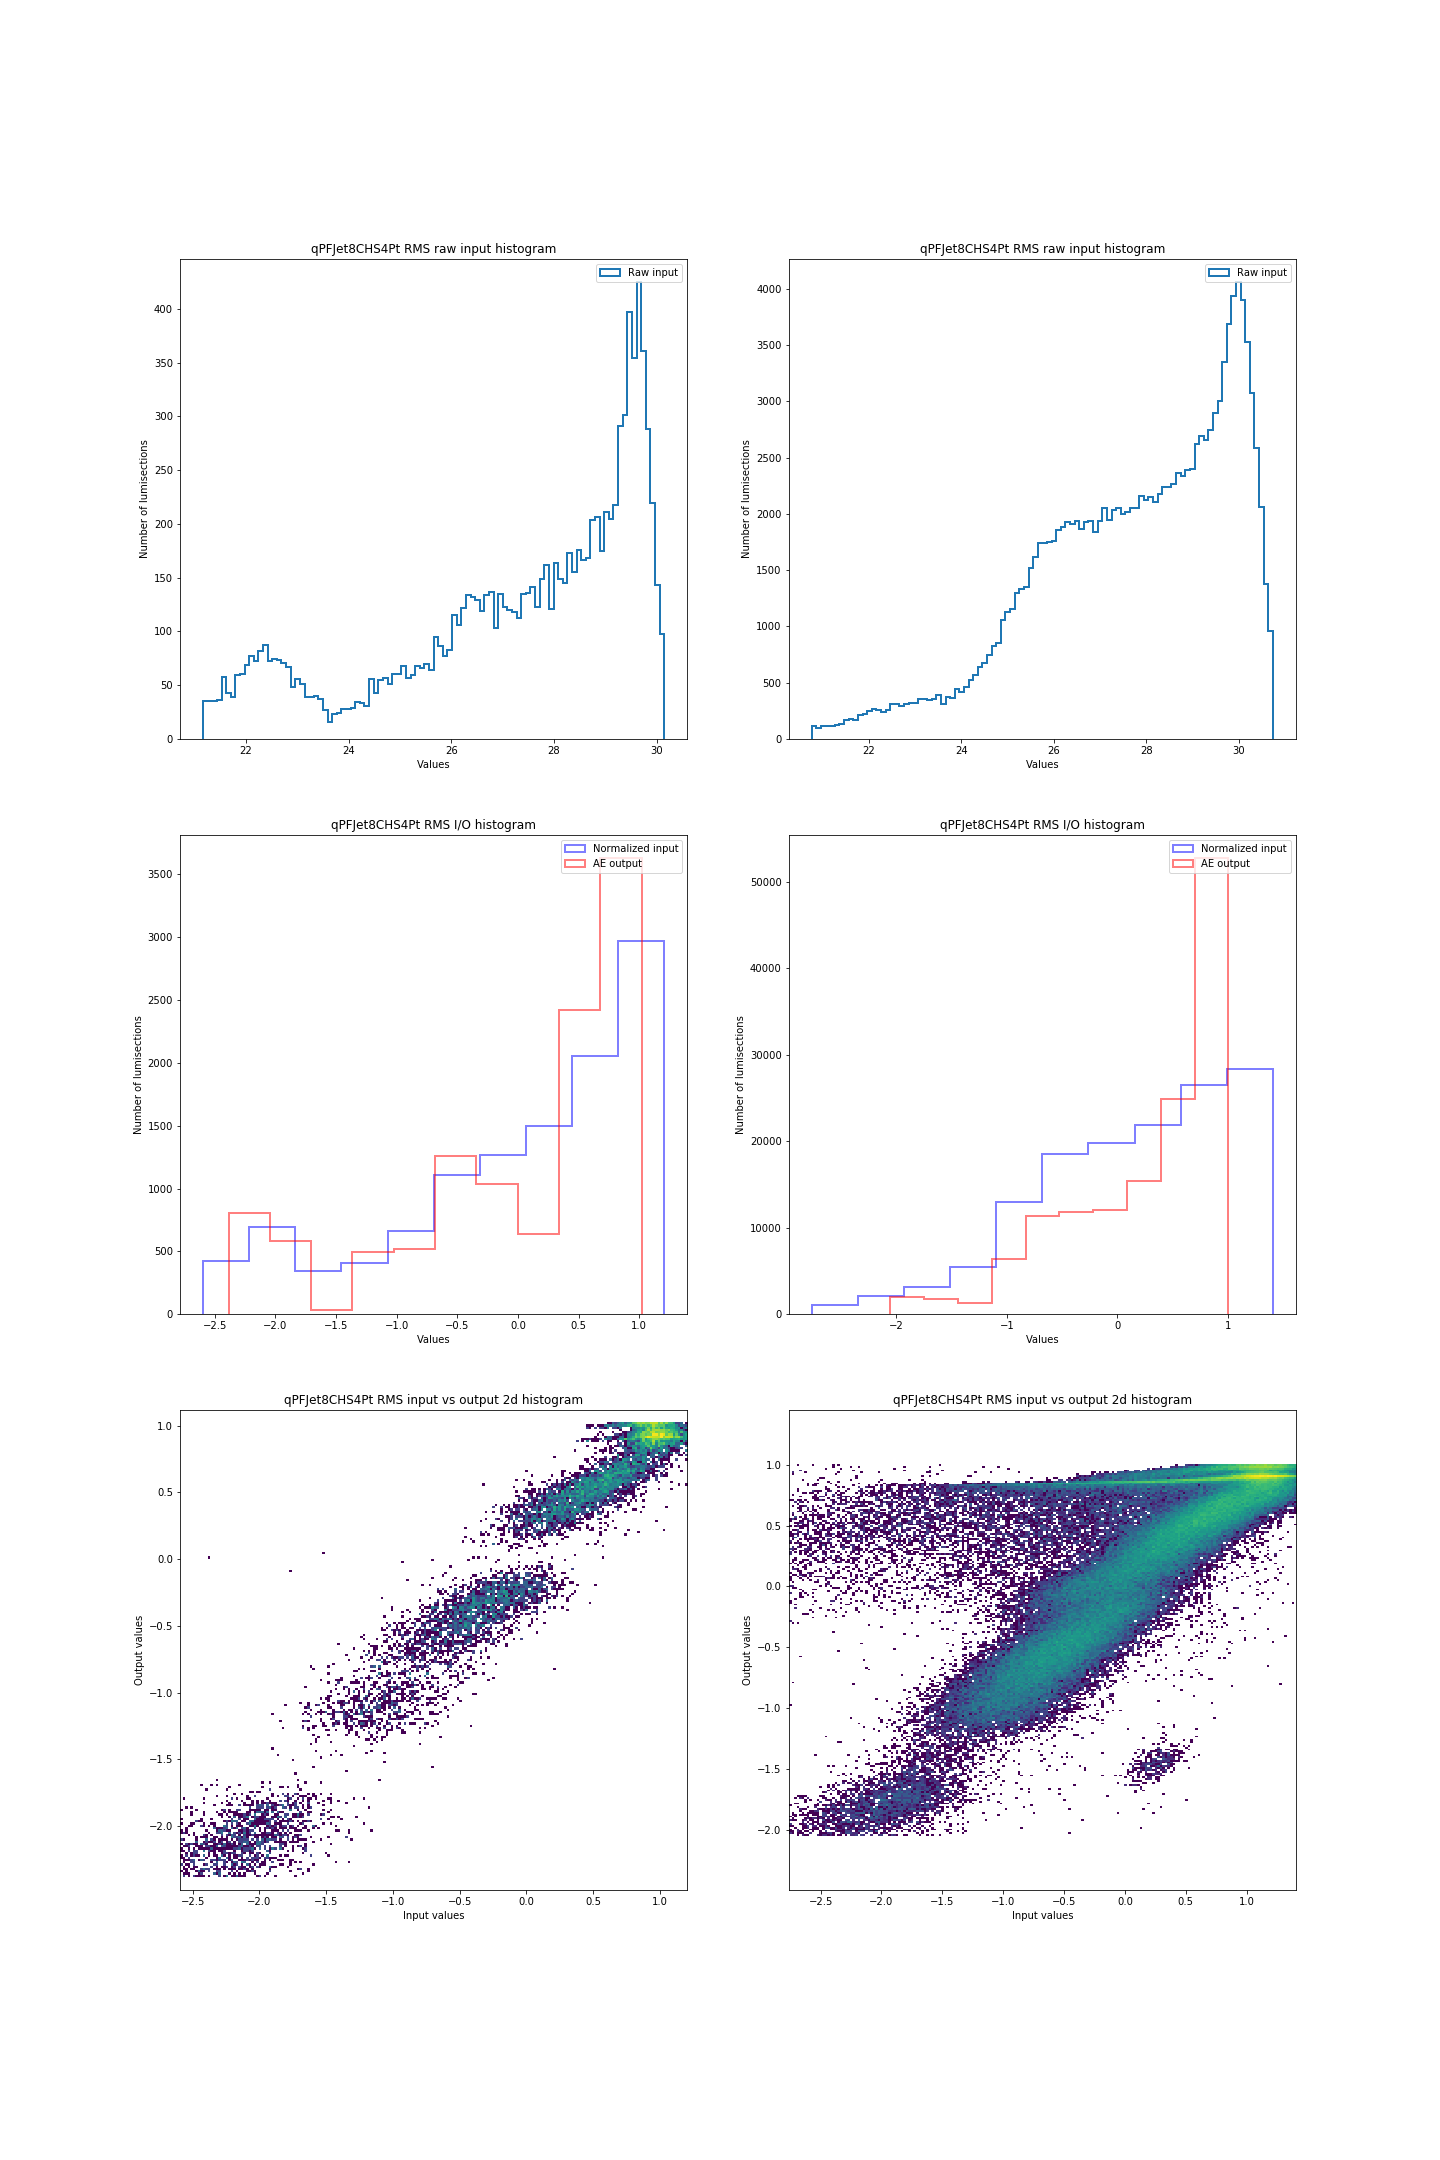 qPFJet8CHS4Pt RMS raw input histogram
Raw input
400
350
300
250
200
150
100
50
0
Number of lumisections
22 24 26 28 30
Values
qPFJet8CHS4Pt RMS raw input histogram
Raw input
4000
3500
3000
2500
2000
1500
1000
500
0
Number of lumisections
22 24 26 28 30
Values
qPFJet8CHS4Pt RMS I/O histogram
Normalized input
AE output
3500
3000
2500
2000
1500
1000
500
0
Number of lumisections
−2.5 −2.0 −1.5 −1.0 −0.5 0.0 0.5 1.0
Values
qPFJet8CHS4Pt RMS I/O histogram
Normalized input
AE output
50000
40000
30000
20000
10000
0
Number of lumisections
−2 −1 0 1
Values
qPFJet8CHS4Pt RMS input vs output 2d histogram
1.0
0.5
0.0
−0.5
−1.0
−1.5
−2.0
Output values
−2.5 −2.0 −1.5 −1.0 −0.5 0.0 0.5 1.0
Input values
qPFJet8CHS4Pt RMS input vs output 2d histogram
1.0
0.5
0.0
−0.5
−1.0
−1.5
−2.0
Output values
−2.5 −2.0 −1.5 −1.0 −0.5 0.0 0.5 1.0
Input values